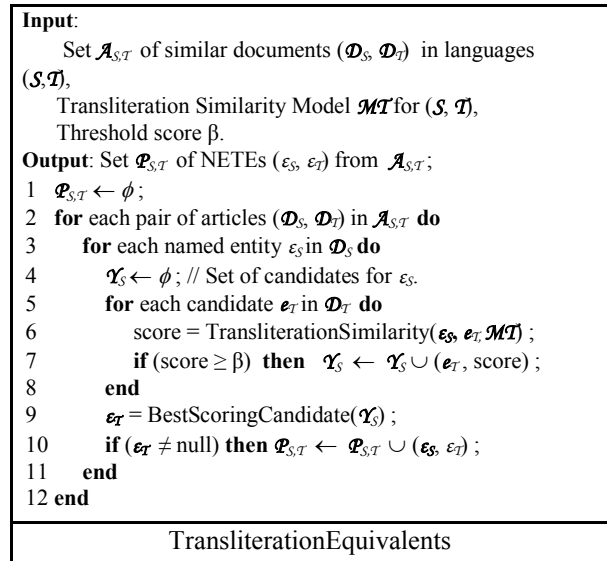 Input:
Set 𝓐S,T of similar documents (𝓓S, 𝓓T) in languages
(𝓢,𝓣),
Transliteration Similarity Model 𝓜𝓣 for (𝓢, 𝓣),
Threshold score β.
Output: Set 𝓟S,T of NETEs (εS, εT) from 𝓐S,T;
1 𝓟S,T ← ϕ ;
2 for each pair of articles (𝓓S, 𝓓T) in 𝓐S,T do
3 for each named entity εS in 𝓓S do
4 𝓨S ← ϕ ; // Set of candidates for εS.
5 for each candidate eT in 𝓓T do
6 score = TransliterationSimilarity(εS, eT, 𝓜𝓣) ;
7 if (score ≥ β) then 𝓨S ← 𝓨S ∪ (eT , score) ;
8 end
9 εT = BestScoringCandidate(𝓨S) ;
10 if (εT ≠ null) then 𝓟S,T ← 𝓟S,T ∪ (εS, εT) ;
11 end
12 end
TransliterationEquivalents